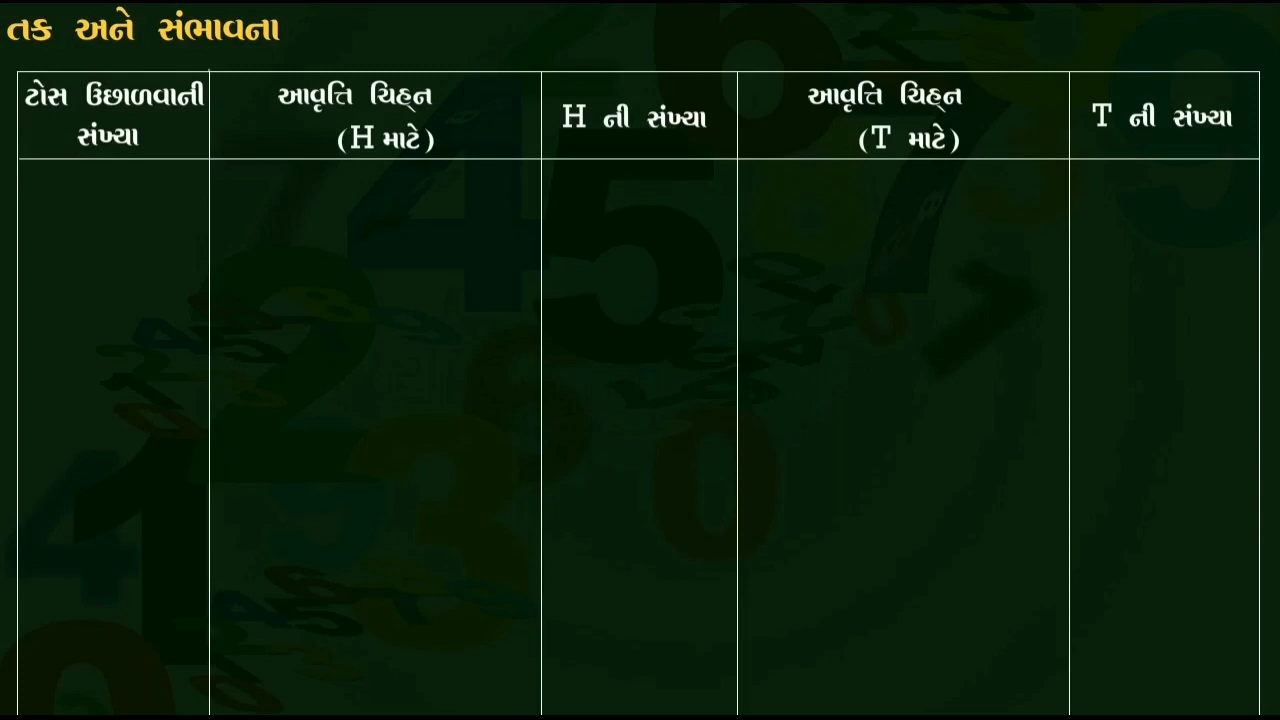 તક અને સંભાવના
ટોસ ઉછાળવાની
સંખ્યા
આવૃત્તિ ચિહ્ન
(H માટે)
H ની સંખ્યા
આવૃત્તિ ચિહ્ન
(T માટે)
T ની સંખ્યા